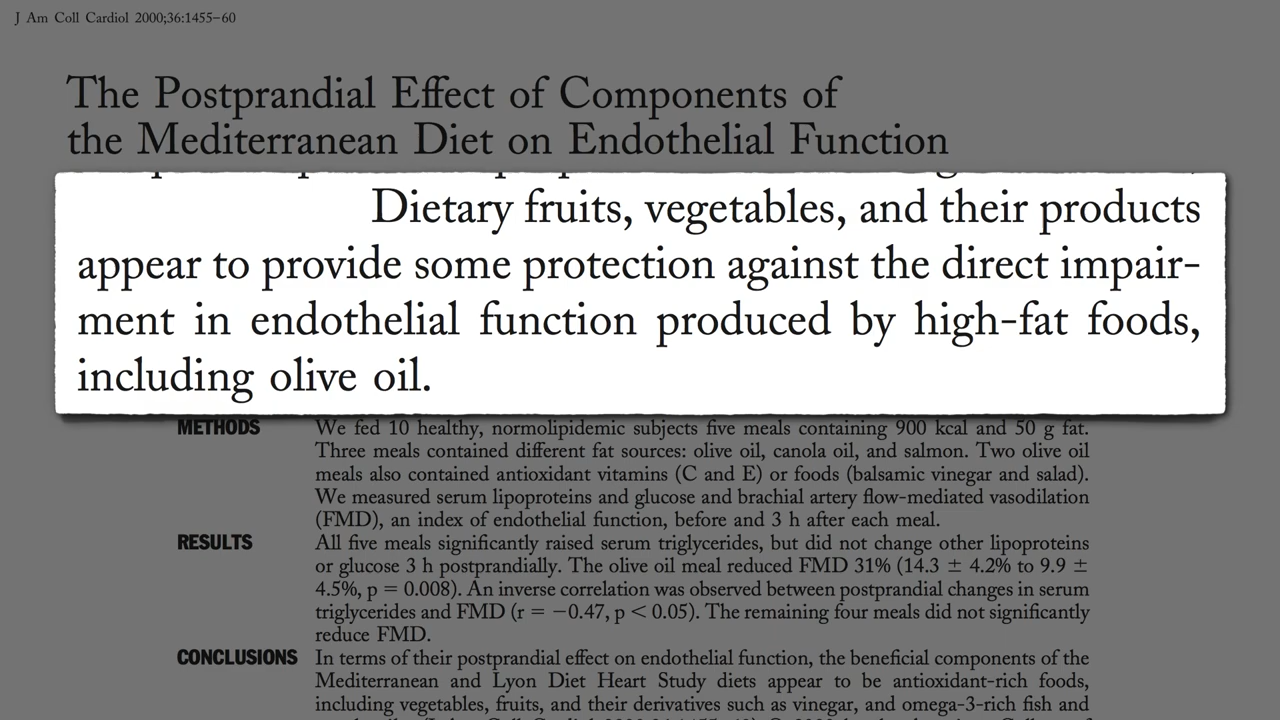 J Am Coll Cardiol 2000;36:1455–60
The Postprandial Effect of Components of
the Mediterranean Diet on Endothelial Function
Dietary fruits, vegetables, and their products
appear to provide some protection against the direct impair-
ment in endothelial function produced by high-fat foods,
including olive oil.
METHODS We fed 10 healthy, normolipidemic subjects five meals containing 900 kcal and 50 g fat.
Three meals contained different fat sources: olive oil, canola oil, and salmon. Two olive oil
meals also contained antioxidant vitamins (C and E) or foods (balsamic vinegar and salad).
We measured serum lipoproteins and glucose and brachial artery flow-mediated vasodilation
(FMD), an index of endothelial function, before and 3 h after each meal.
RESULTS All five meals significantly raised serum triglycerides, but did not change other lipoproteins
or glucose 3 h postprandially. The olive oil meal reduced FMD 31% (14.3 ± 4.2% to 9.9 ±
4.5%, p = 0.008). An inverse correlation was observed between postprandial changes in serum
triglycerides and FMD (r = −0.47, p < 0.05). The remaining four meals did not significantly
reduce FMD.
CONCLUSIONS In terms of their postprandial effect on endothelial function, the beneficial components of the
Mediterranean and Lyon Diet Heart Study diets appear to be antioxidant-rich foods,
including vegetables, fruits, and their derivatives such as vinegar, and omega-3-rich fish and